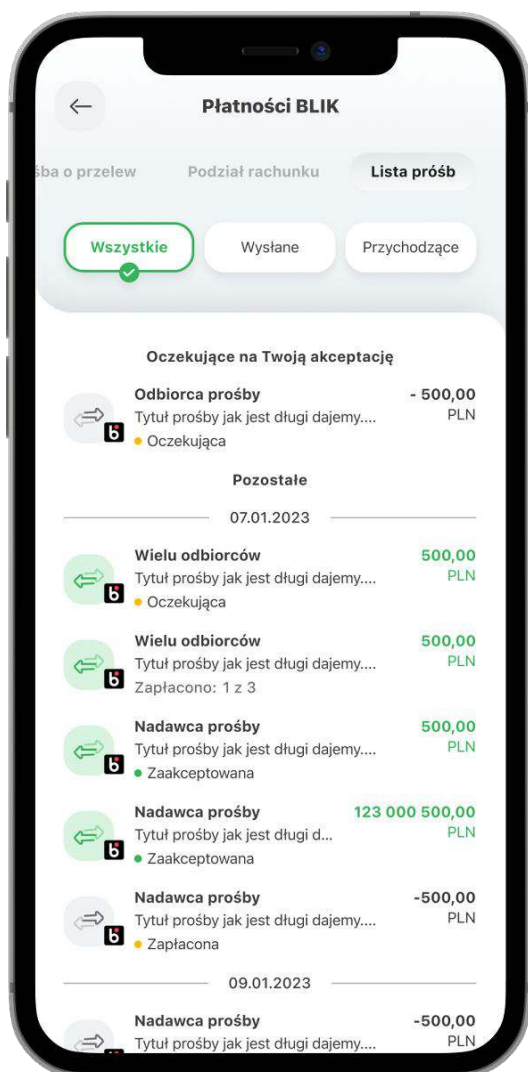 Płatności BLIK
śba o przelew Podział rachunku Lista próśb
Wszystkie Wysłane Przychodzące
Oczekujące na Twoją akceptację
Odbiorca prośby - 500,00
Tytuł prośby jak jest długi dajemy.... PLN
Oczekująca
Pozostałe
07.01.2023
Wielu odbiorców 500,00
Tytuł prośby jak jest długi dajemy.... PLN
Oczekująca
Wielu odbiorców 500,00
Tytuł prośby jak jest długi dajemy.... PLN
Zapłacono: 1 z 3
Nadawca prośby 500,00
Tytuł prośby jak jest długi dajemy.... PLN
Zaakceptowana
Nadawca prośby 123 000 500,00
Tytuł prośby jak jest długi d... PLN
Zaakceptowana
Nadawca prośby -500,00
Tytuł prośby jak jest długi dajemy.... PLN
Zapłacona
09.01.2023
Nadawca prośby -500,00
Tytuł prośby jak jest długi dajemy.... PLN